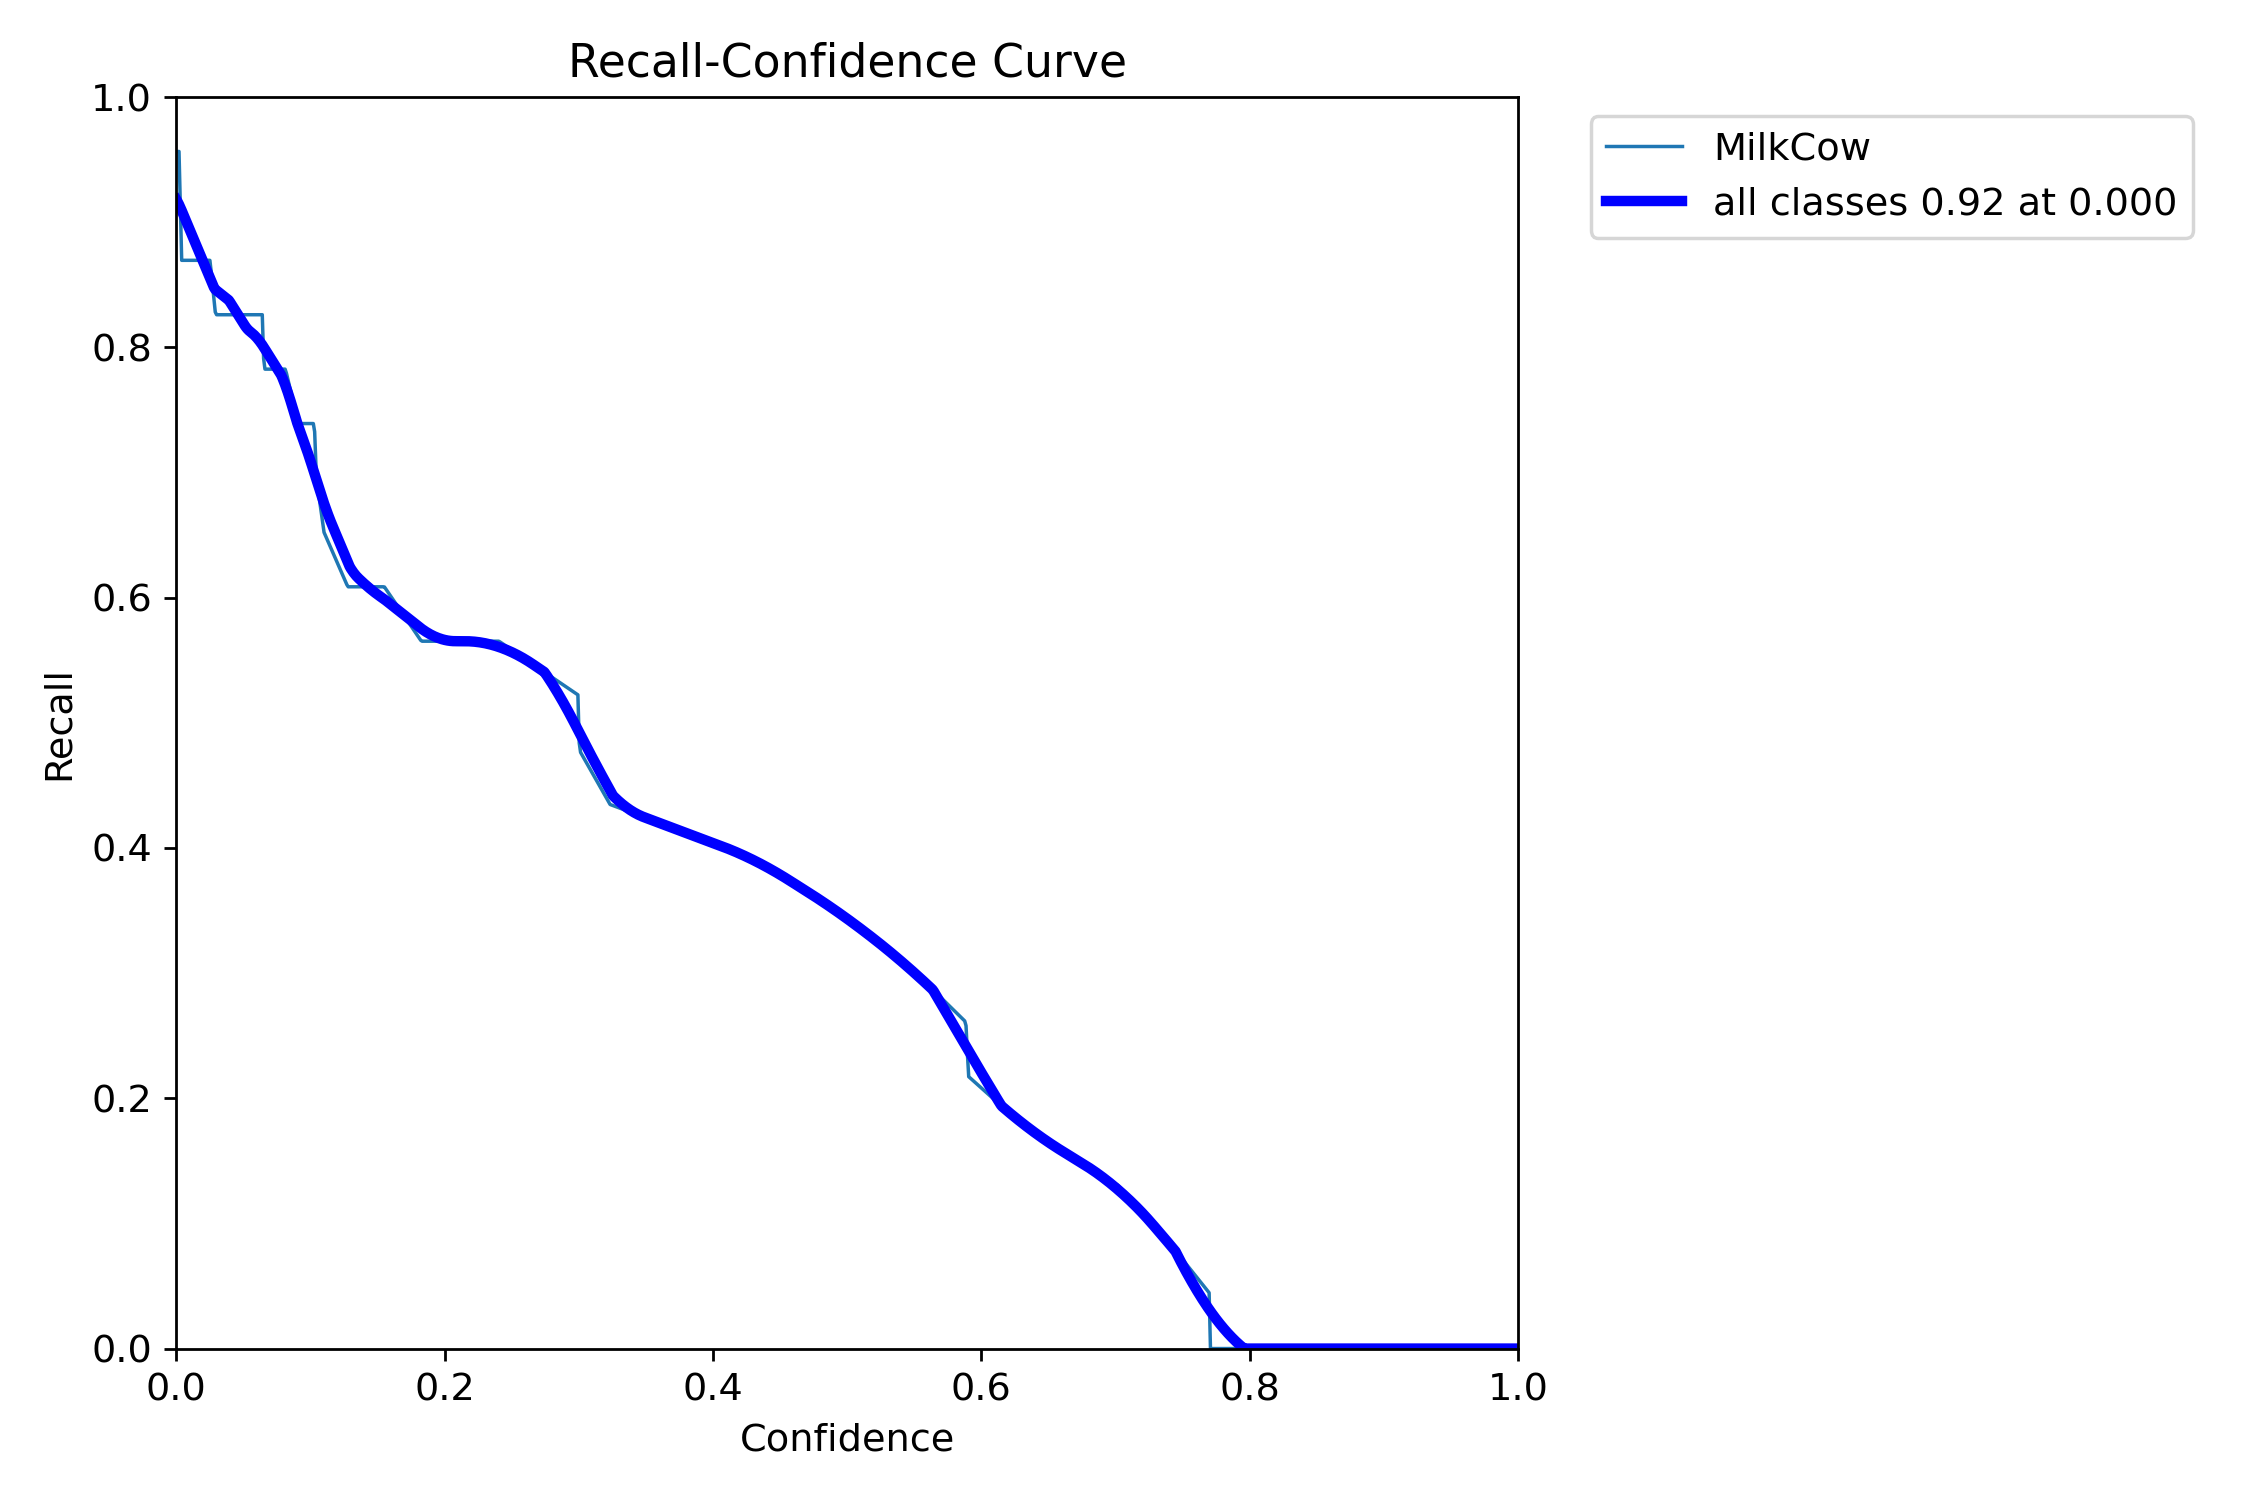 Recall-Confidence Curve
1.0
0.8
0.6
0.4
0.2
0.0
Recall
0.0 0.2 0.4 0.6 0.8 1.0
Confidence
MilkCow
all classes 0.92 at 0.000